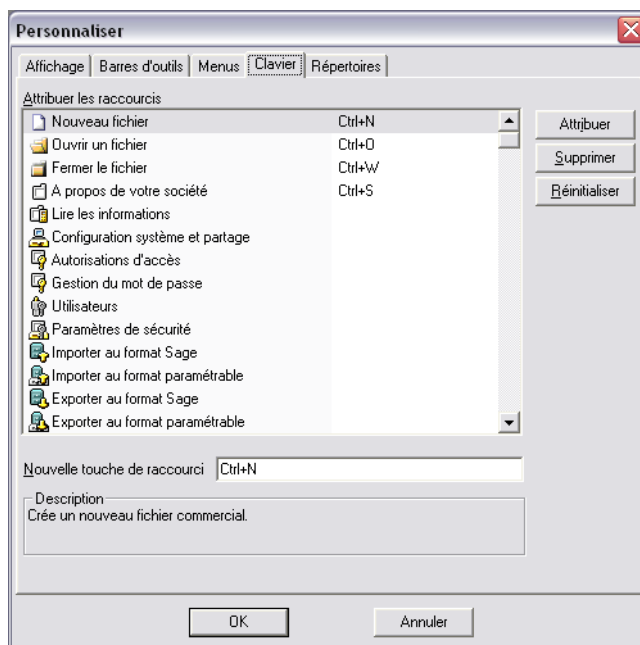 Personnaliser
Affichage Barres d'outils Menus Clavier Répertoires
Attribuer les raccourcis
Nouveau fichier Ctrl+N
Ouvrir un fichier Ctrl+O
Fermer le fichier Ctrl+W
A propos de votre société Ctrl+S
Lire les informations
Configuration système et partage
Autorisations d'accès
Gestion du mot de passe
Utilisateurs
Paramètres de sécurité
Importer au format Sage
Importer au format paramétrable
Exporter au format Sage
Exporter au format paramétrable
Attribuer
Supprimer
Réinitialiser
Nouvelle touche de raccourci Ctrl+N
Description
Crée un nouveau fichier commercial.
OK Annuler